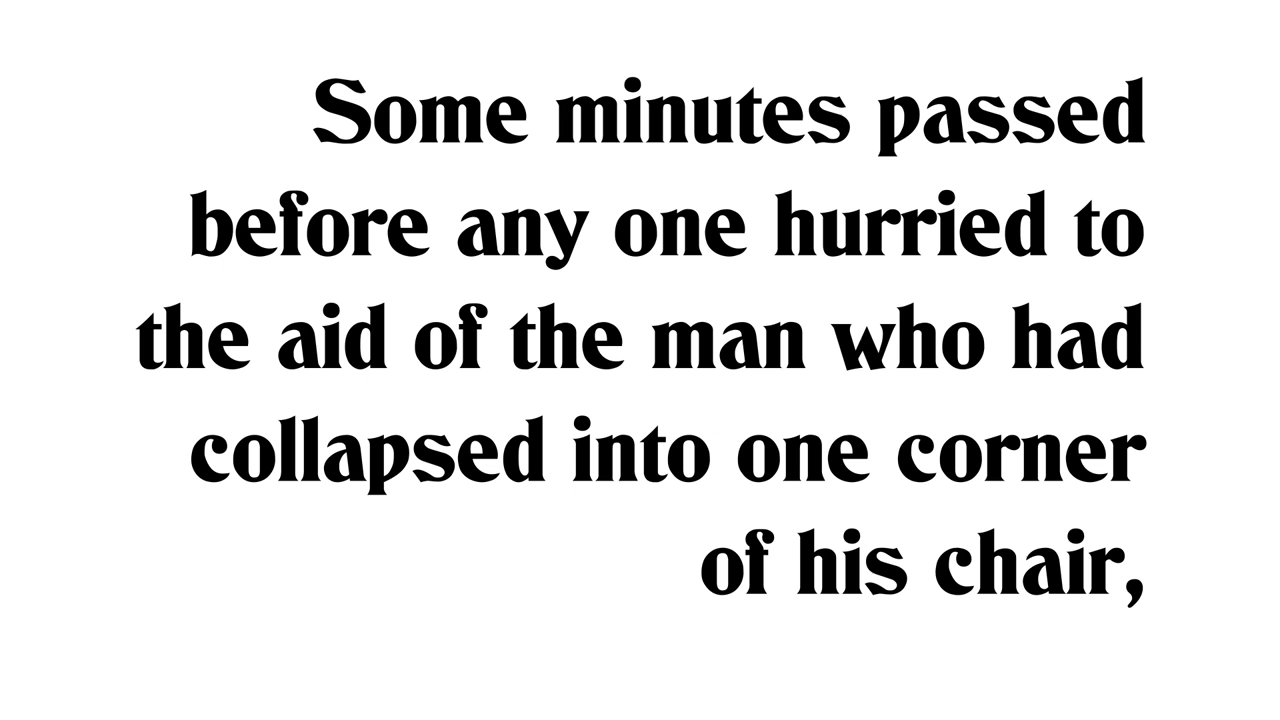 Some minutes passed
before any one hurried to
the aid of the man who had
collapsed into one corner
of his chair,